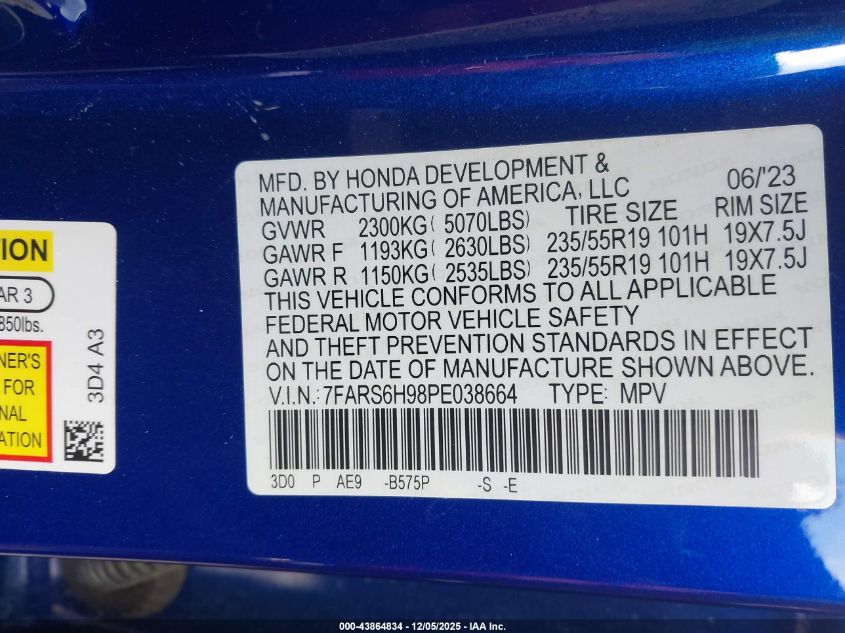 TION
AR 3
850lbs.
NER'S
FOR
NAL
ATION
3D4 A3
MFD. BY HONDA DEVELOPMENT &
MANUFACTURING OF AMERICA, LLC 06/'23
GVWR 2300KG( 5070LBS) TIRE SIZE RIM SIZE
GAWR F 1193KG( 2630LBS) 235/55R19 101H 19X7.5J
GAWR R 1150KG( 2535LBS) 235/55R19 101H 19X7.5J
THIS VEHICLE CONFORMS TO ALL APPLICABLE
FEDERAL MOTOR VEHICLE SAFETY
AND THEFT PREVENTION STANDARDS IN EFFECT
ON THE DATE OF MANUFACTURE SHOWN ABOVE.
V.I.N.: 7FARS6H98PE038664 TYPE: MPV
3D0 P AE9 -B575P -S -E
000-43864834 - 12/05/2025 - IAA Inc.